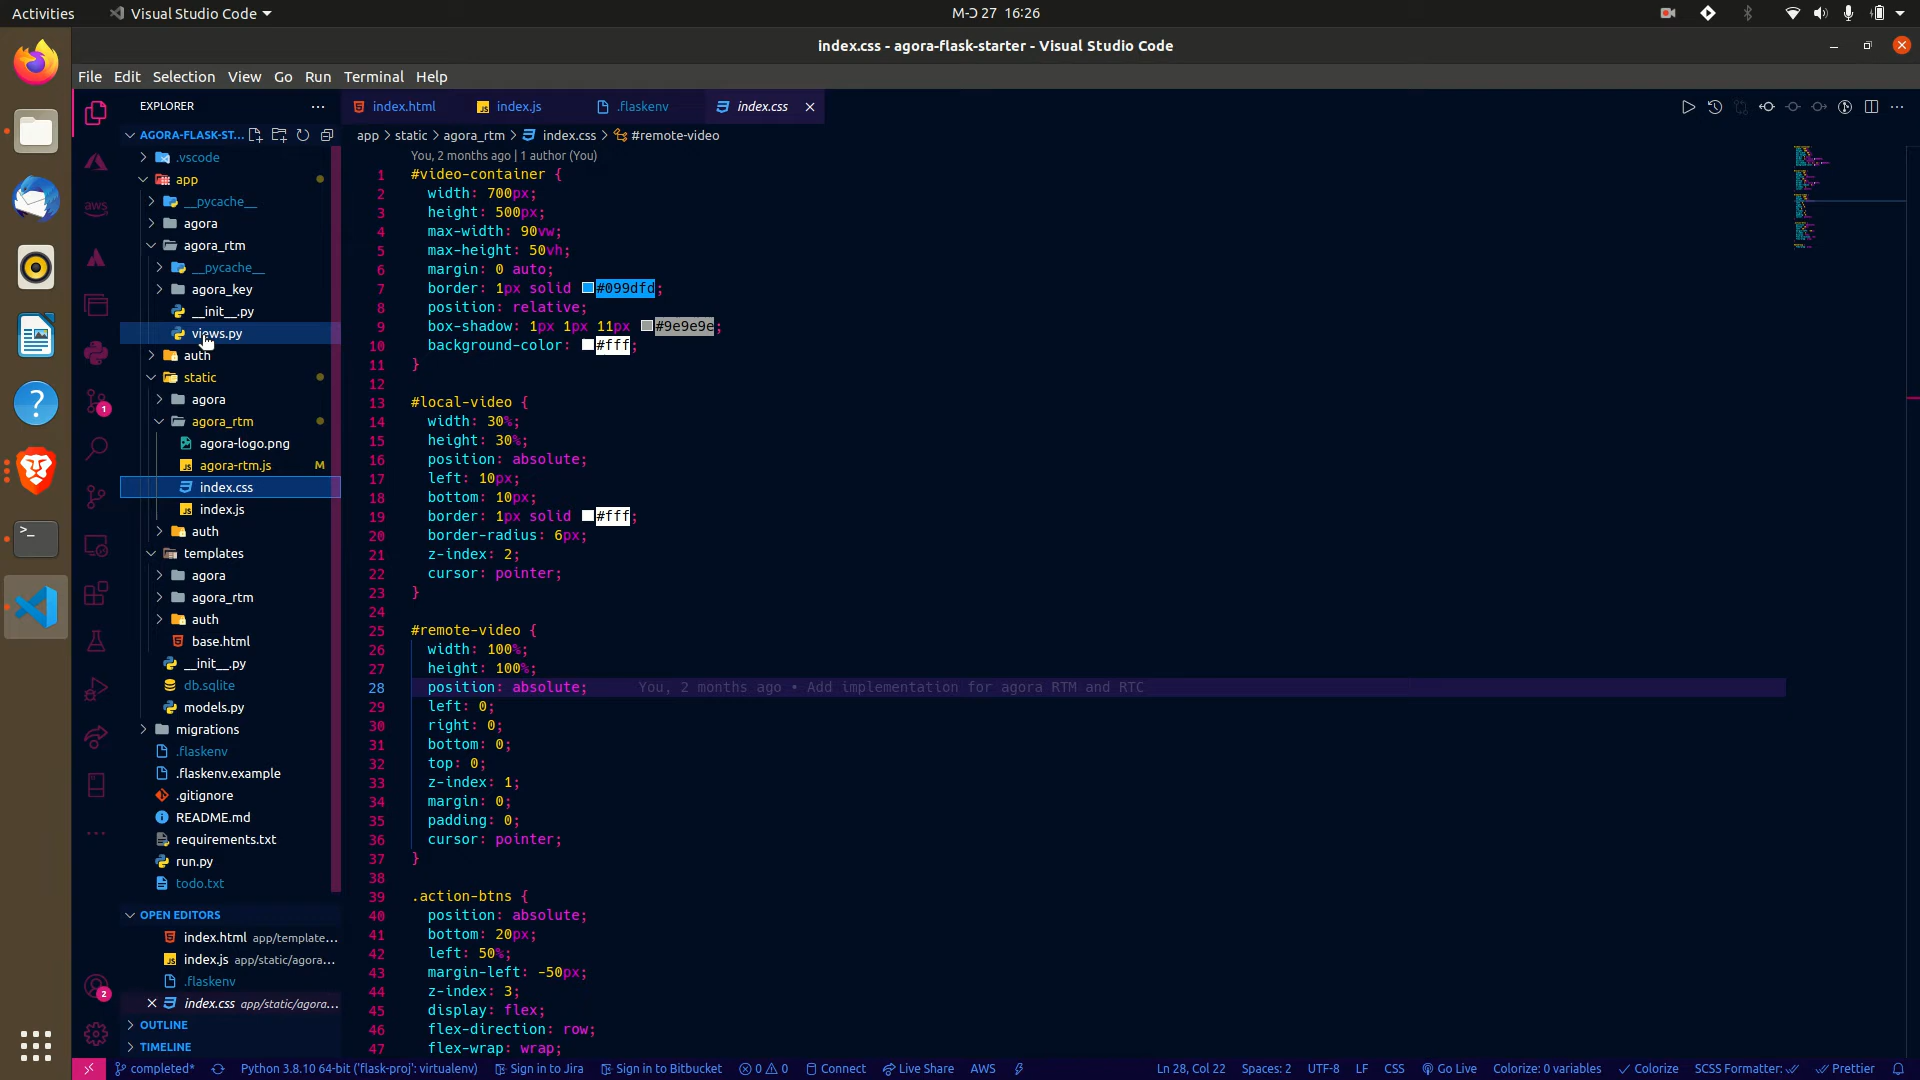 Activities
Visual Studio Code
M-Ɔ 27 16:26
index.css - agora-flask-starter - Visual Studio Code
File Edit Selection View Go Run Terminal Help
EXPLORER
AGORA-FLASK-ST...
.vscode
app
__pycache__
agora
agora_rtm
__pycache__
agora_key
__init__.py
views.py
auth
static
agora
agora_rtm
agora-logo.png
agora-rtm.js M
index.css
index.js
auth
templates
agora
agora_rtm
auth
base.html
__init__.py
db.sqlite
models.py
migrations
.flaskenv
.flaskenv.example
.gitignore
README.md
requirements.txt
run.py
todo.txt
OPEN EDITORS
index.html app/template...
index.js app/static/agora...
.flaskenv
index.css app/static/agora...
OUTLINE
TIMELINE
aws
1
2
index.html index.js .flaskenv index.css
app > static > agora_rtm > index.css > #remote-video
You, 2 months ago | 1 author (You)
1 #video-container {
2 width: 700px;
3 height: 500px;
4 max-width: 90vw;
5 max-height: 50vh;
6 margin: 0 auto;
7 border: 1px solid #099dfd;
8 position: relative;
9 box-shadow: 1px 1px 11px #9e9e9e;
10 background-color: #fff;
11 }
12
13 #local-video {
14 width: 30%;
15 height: 30%;
16 position: absolute;
17 left: 10px;
18 bottom: 10px;
19 border: 1px solid #fff;
20 border-radius: 6px;
21 z-index: 2;
22 cursor: pointer;
23 }
24
25 #remote-video {
26 width: 100%;
27 height: 100%;
28 position: absolute; You, 2 months ago • Add implementation for agora RTM and RTC
29 left: 0;
30 right: 0;
31 bottom: 0;
32 top: 0;
33 z-index: 1;
34 margin: 0;
35 padding: 0;
36 cursor: pointer;
37 }
38
39 .action-btns {
40 position: absolute;
41 bottom: 20px;
42 left: 50%;
43 margin-left: -50px;
44 z-index: 3;
45 display: flex;
46 flex-direction: row;
47 flex-wrap: wrap;
completed* Python 3.8.10 64-bit ('flask-proj': virtualenv) Sign in to Jira Sign in to Bitbucket 0 0 Connect Live Share AWS Ln 28, Col 22 Spaces: 2 UTF-8 LF CSS Go Live Colorize: 0 variables Colorize SCSS Formatter: Prettier